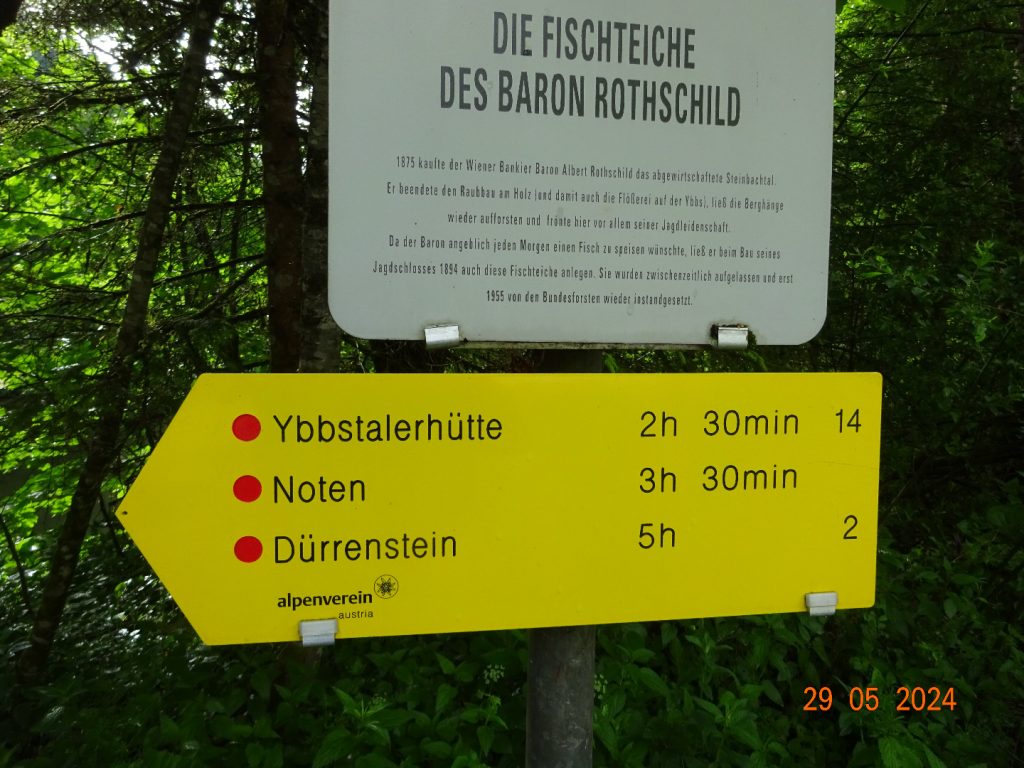 DIE FISCHTEICHE
DES BARON ROTHSCHILD
1875 kaufte der Wiener Bankier Baron Albert Rothschild das abgewirtschaftete Steinbachtal.
Er beendete den Raubbau am Holz (und damit auch die Flößerei auf der Ybbs), ließ die Berghänge
wieder aufforsten und frönte hier vor allem seiner Jagdleidenschaft.
Da der Baron angeblich jeden Morgen einen Fisch zu speisen wünschte, ließ er beim Bau seines
Jagdschlosses 1894 auch diese Fischteiche anlegen. Sie wurden zwischenzeitlich aufgelassen und erst
1955 von den Bundesforsten wieder instandgesetzt.
Ybbstalerhütte 2h 30min 14
Noten 3h 30min
Dürrenstein 5h 2
alpenverein
austria
29 05 2024